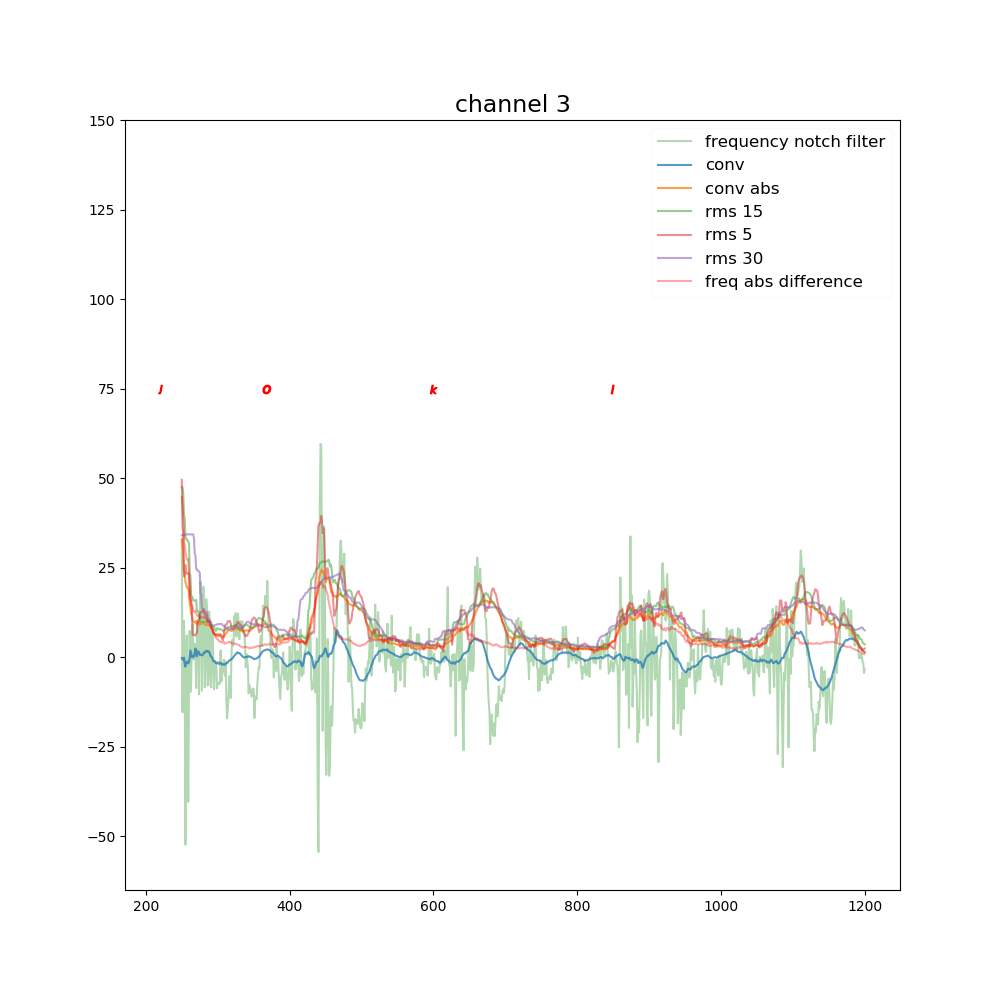 channel 3
150
125
100
75
50
25
0
−25
−50
frequency notch filter
conv
conv abs
rms 15
rms 5
rms 30
freq abs difference
J O k l
200 400 600 800 1000 1200